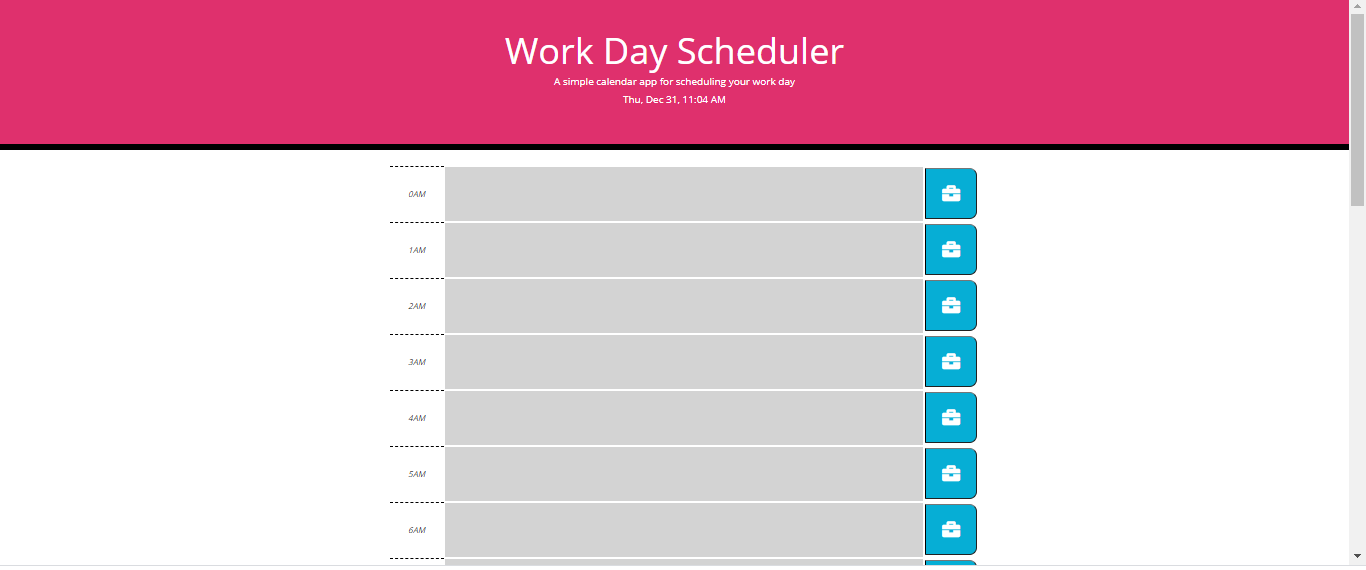 Work Day Scheduler
A simple calendar app for scheduling your work day
Thu, Dec 31, 11:04 AM
0AM
1AM
2AM
3AM
4AM
5AM
6AM